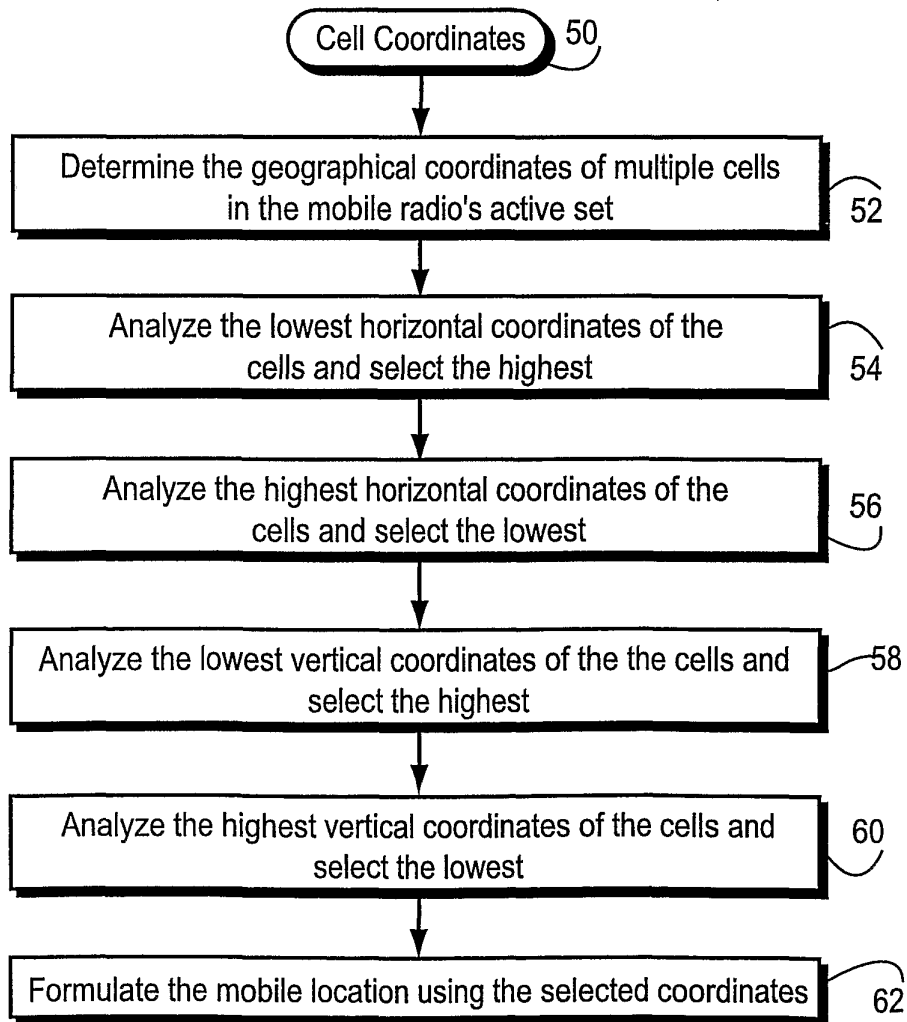 Cell Coordinates
50
Determine the geographical coordinates of multiple cells
in the mobile radio's active set
52
Analyze the lowest horizontal coordinates of the
cells and select the highest
54
Analyze the highest horizontal coordinates of the
cells and select the lowest
56
Analyze the lowest vertical coordinates of the the cells and
select the highest
58
Analyze the highest vertical coordinates of the cells and
select the lowest
60
Formulate the mobile location using the selected coordinates
62